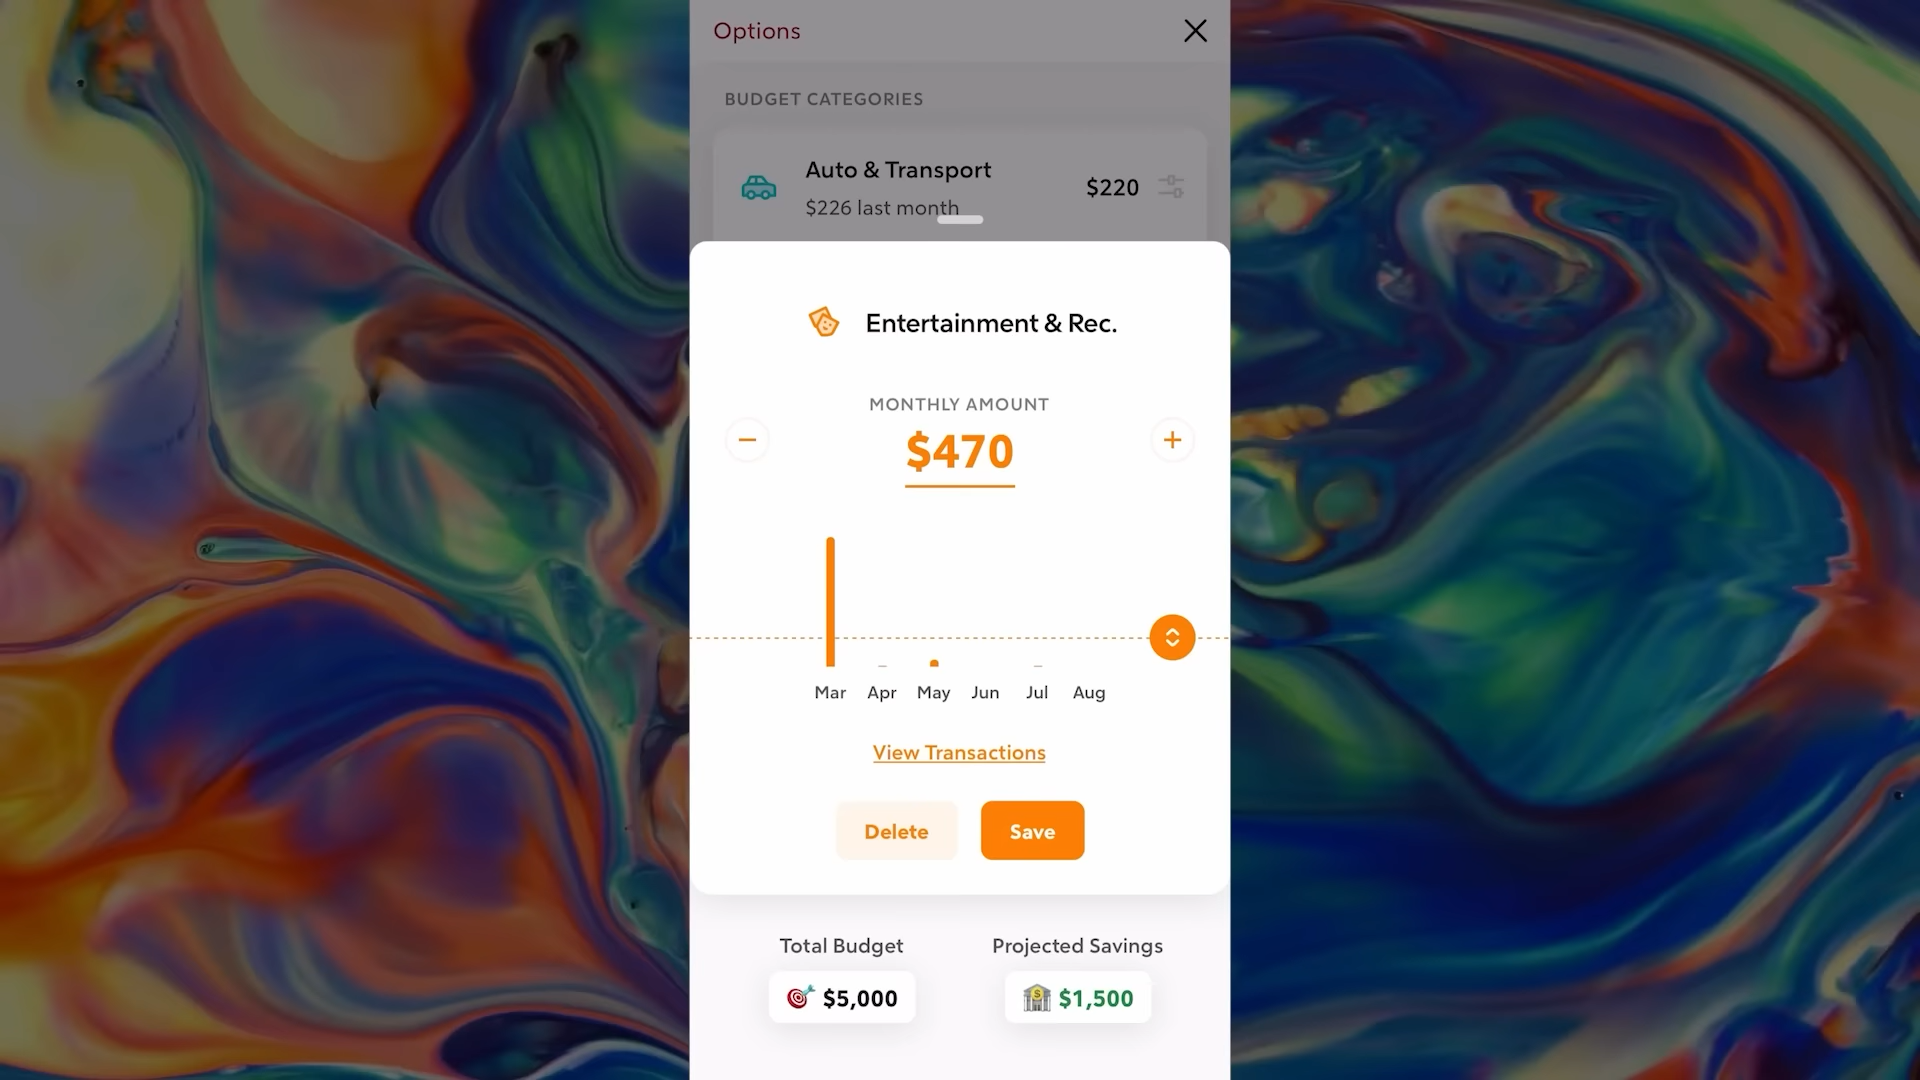 Options
BUDGET CATEGORIES
Auto & Transport
$220
$226 last month
Entertainment & Rec.
MONTHLY AMOUNT
$470
Mar Apr May Jun Jul Aug
View Transactions
Delete Save
Total Budget Projected Savings
$5,000 $1,500